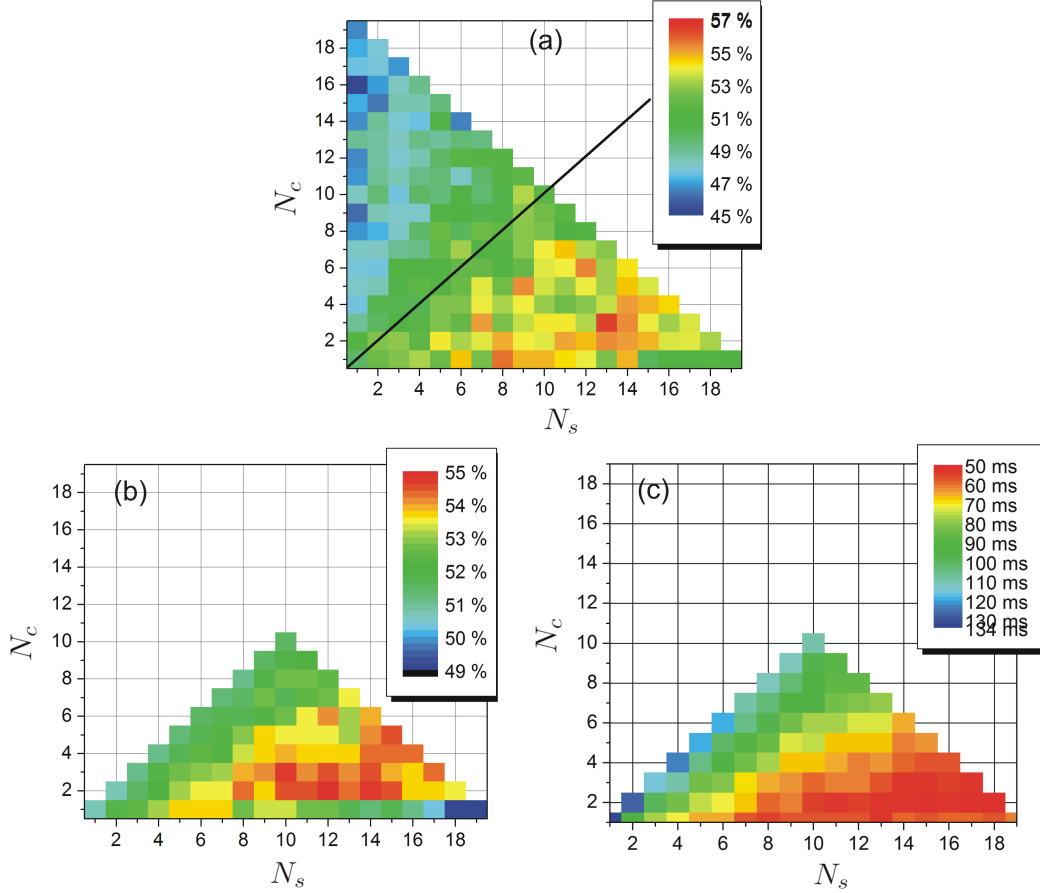 (a)
57 %
55 %
53 %
51 %
49 %
47 %
45 %
18
16
14
12
10
8
6
4
2
N_c
2 4 6 8 10 12 14 16 18
N_s
(b)
55 %
54 %
53 %
52 %
51 %
50 %
49 %
18
16
14
12
10
8
6
4
2
N_c
2 4 6 8 10 12 14 16 18
N_s
(c)
50 ms
60 ms
70 ms
80 ms
90 ms
100 ms
110 ms
120 ms
130 ms
134 ms
18
16
14
12
10
8
6
4
2
N_c
2 4 6 8 10 12 14 16 18
N_s